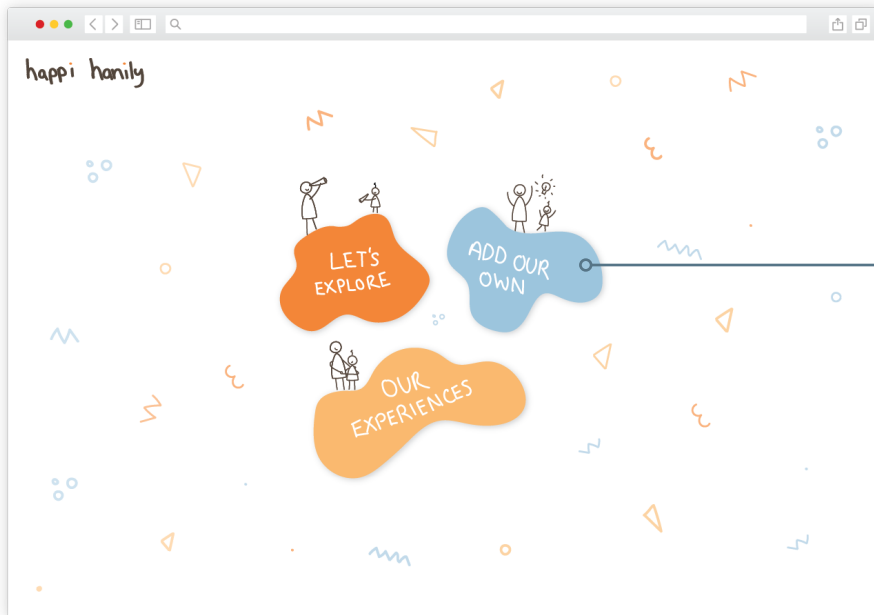 happi hanily
LET'S
EXPLORE
ADD OUR
OWN
OUR
EXPERIENCES